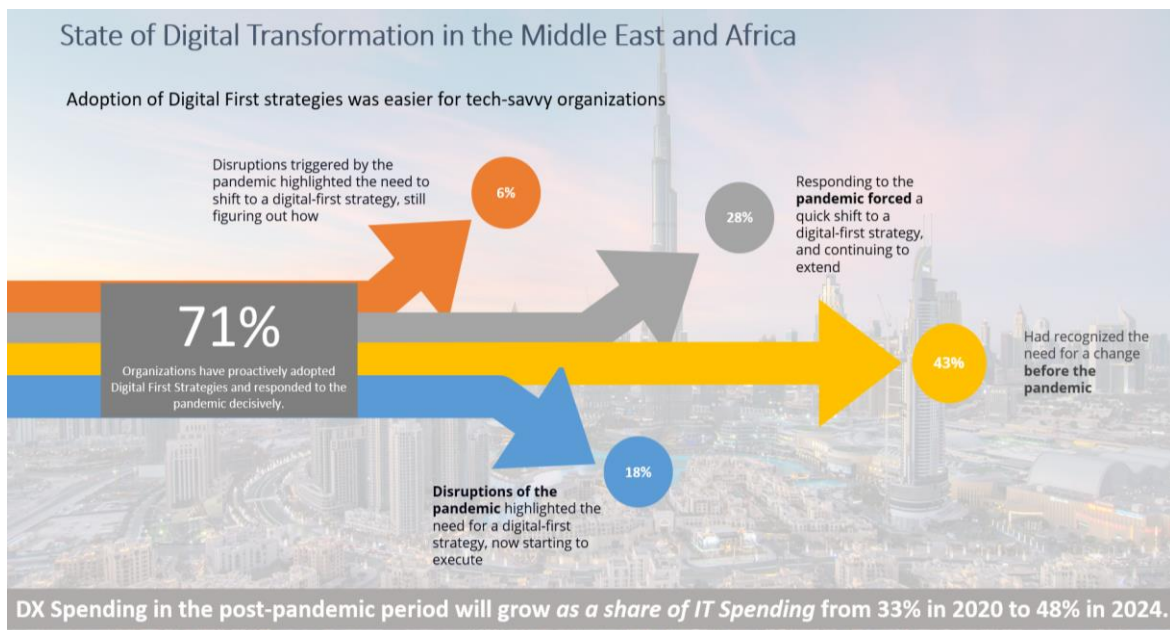 State of Digital Transformation in the Middle East and Africa
Adoption of Digital First strategies was easier for tech-savvy organizations
Disruptions triggered by the
pandemic highlighted the need to
shift to a digital-first strategy, still
figuring out how
6%
28%
Responding to the
pandemic forced a
quick shift to a
digital-first strategy,
and continuing to
extend
71%
Organizations have proactively adopted
Digital First Strategies and responded to the
pandemic decisively.
43%
Had recognized the
need for a change
before the
pandemic
18%
Disruptions of the
pandemic highlighted the
need for a digital-first
strategy, now starting to
execute
DX Spending in the post-pandemic period will grow as a share of IT Spending from 33% in 2020 to 48% in 2024.